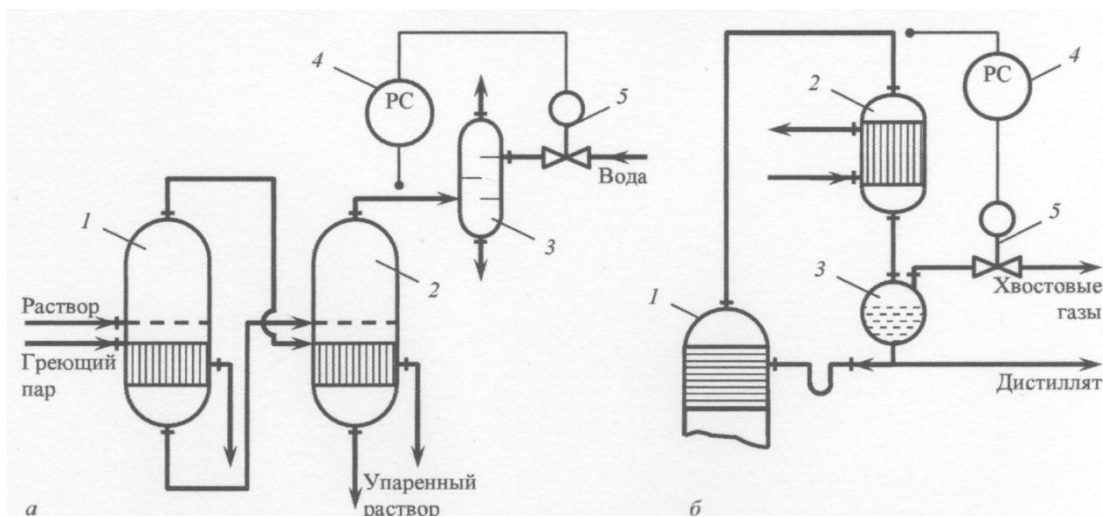 4
PC
5
Вода
1
2
3
Раствор
Греющий
пар
Упаренный
раствор
а
2
PC
4
5
3
1
Хвостовые
газы
Дистиллят
б